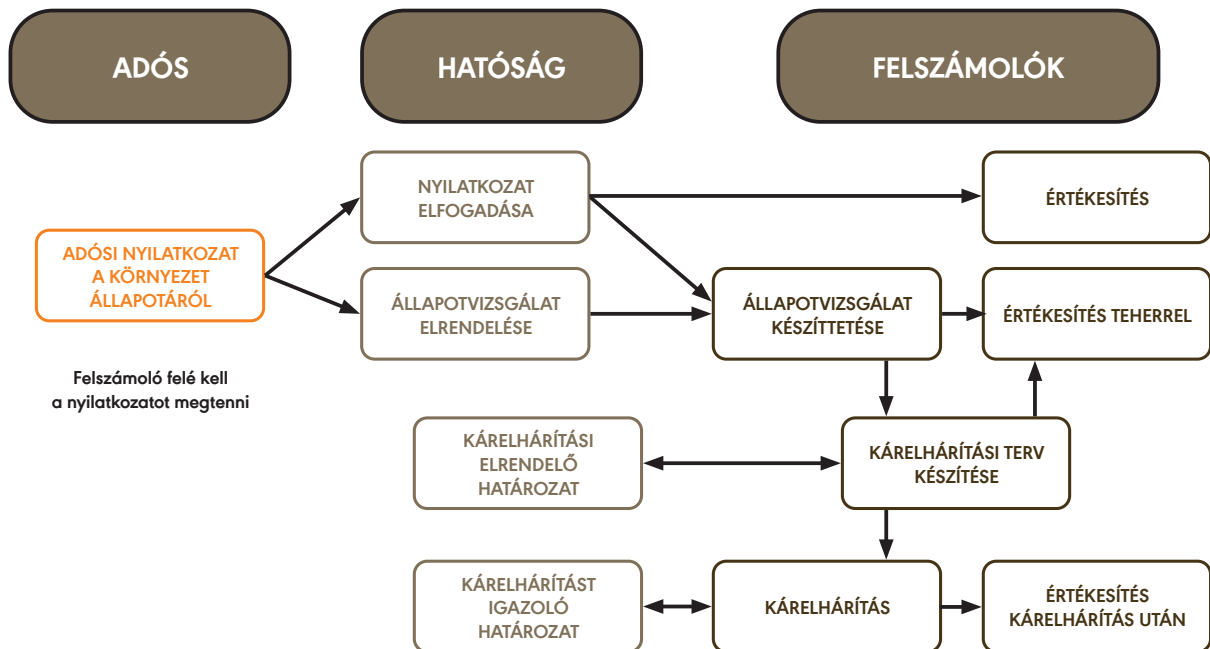 ADÓS
HATÓSÁG
FELSZÁMOLÓK
NYILATKOZAT
ELFOGADÁSA
ÉRTÉKESÍTÉS
ADÓSI NYILATKOZAT
A KÖRNYEZET
ÁLLAPOTÁRÓL
ÁLLAPOTVIZSGÁLAT
ELRENDELÉSE
ÁLLAPOTVIZSGÁLAT
KÉSZÍTTETÉSE
ÉRTÉKESÍTÉS TEHERREL
Felszámoló felé kell
a nyilatkozatot megtenni
KÁRELHÁRÍTÁSI
ELRENDELŐ
HATÁROZAT
KÁRELHÁRÍTÁSI TERV
KÉSZÍTÉSE
KÁRELHÁRÍTÁST
IGAZOLÓ
HATÁROZAT
KÁRELHÁRÍTÁS
ÉRTÉKESÍTÉS
KÁRELHÁRÍTÁS UTÁN